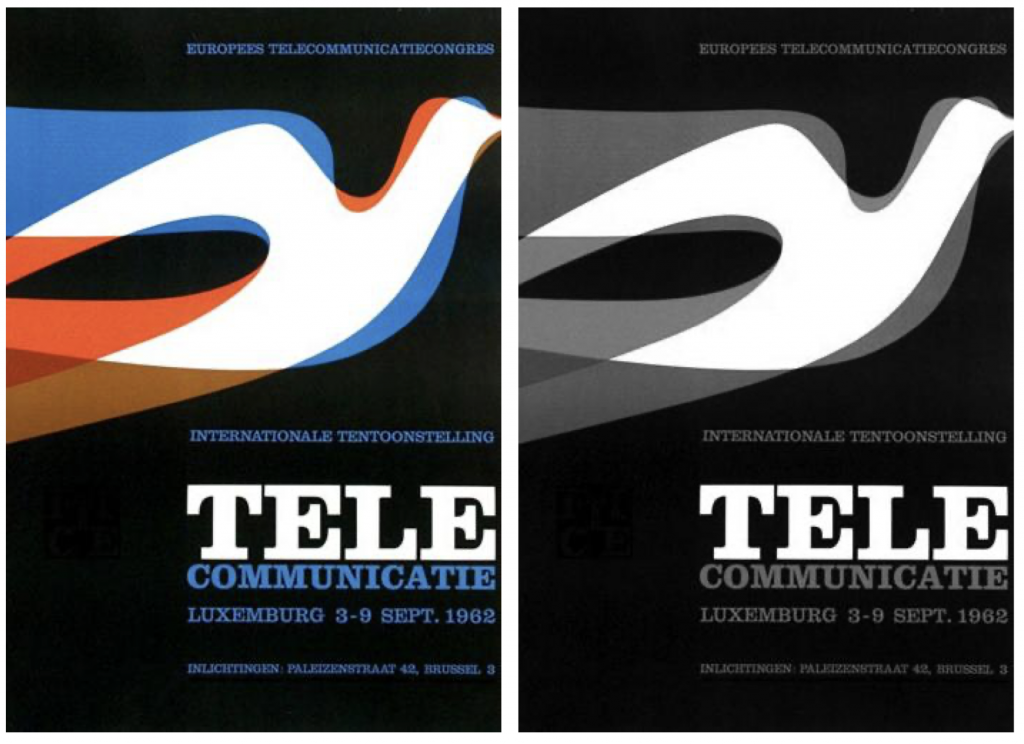 EUROPEES TELECOMMUNICATIECONGRES
INTERNATIONALE TENTOONSTELLING
TELE
COMMUNICATIE
LUXEMBURG 3-9 SEPT. 1962
INLICHTINGEN: PALEIZENSTRAAT 42, BRUSSEL 3
EUROPEES TELECOMMUNICATIECONGRES
INTERNATIONALE TENTOONSTELLING
TELE
COMMUNICATIE
LUXEMBURG 3-9 SEPT. 1962
INLICHTINGEN: PALEIZENSTRAAT 42, BRUSSEL 3